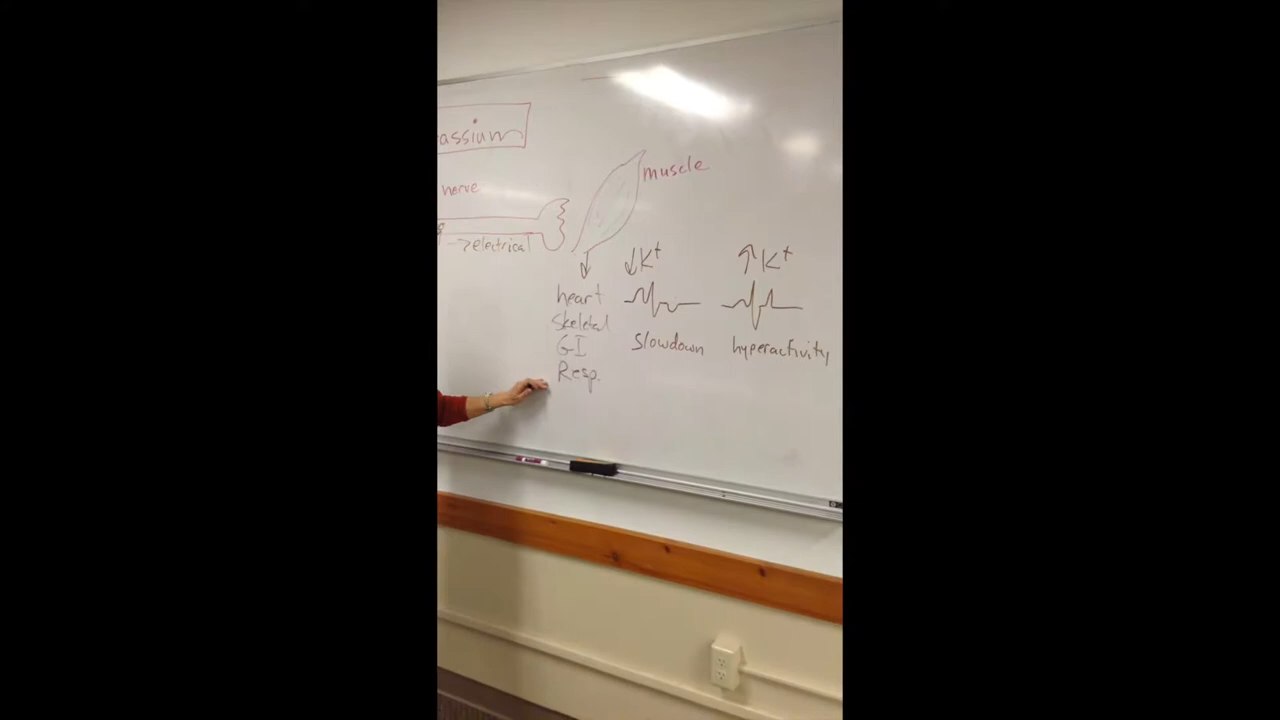 assium
nerve
muscle
->electrical
↓K+
↑K+
heart
Skeletal
GI
Resp.
Slowdown
hyperactivity